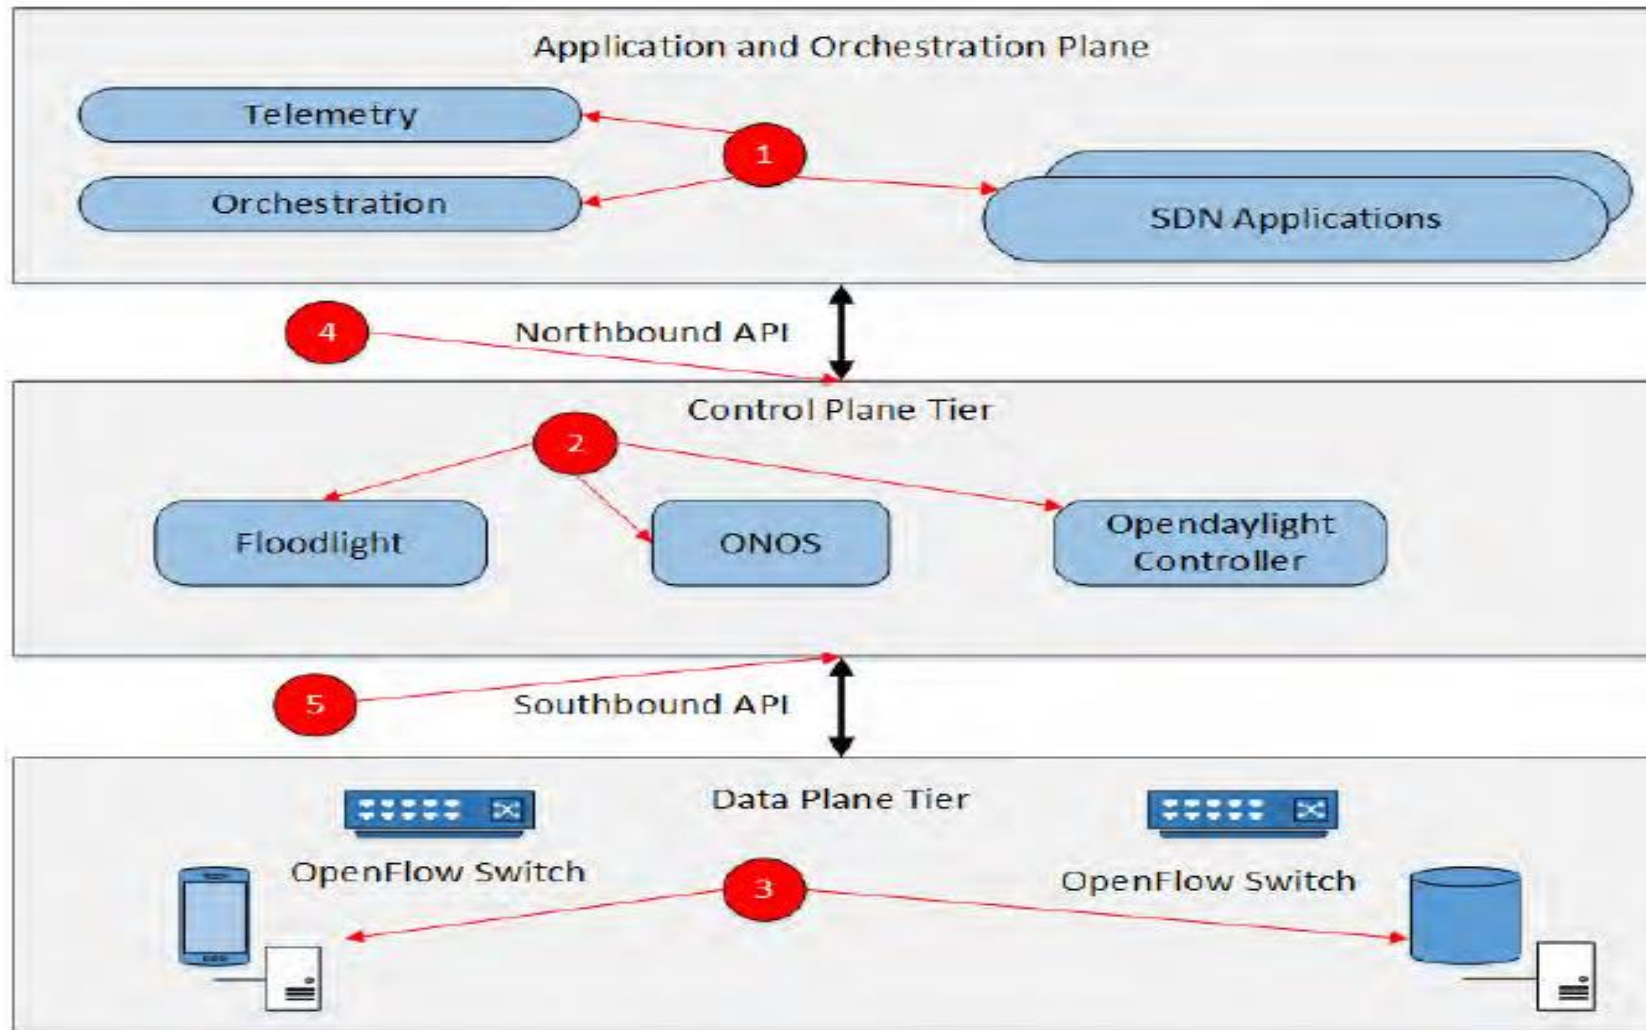 Application and Orchestration Plane
Telemetry
1
Orchestration
SDN Applications
4
Northbound API
Control Plane Tier
2
Floodlight
ONOS
Opendaylight
Controller
5
Southbound API
Data Plane Tier
OpenFlow Switch
3
OpenFlow Switch